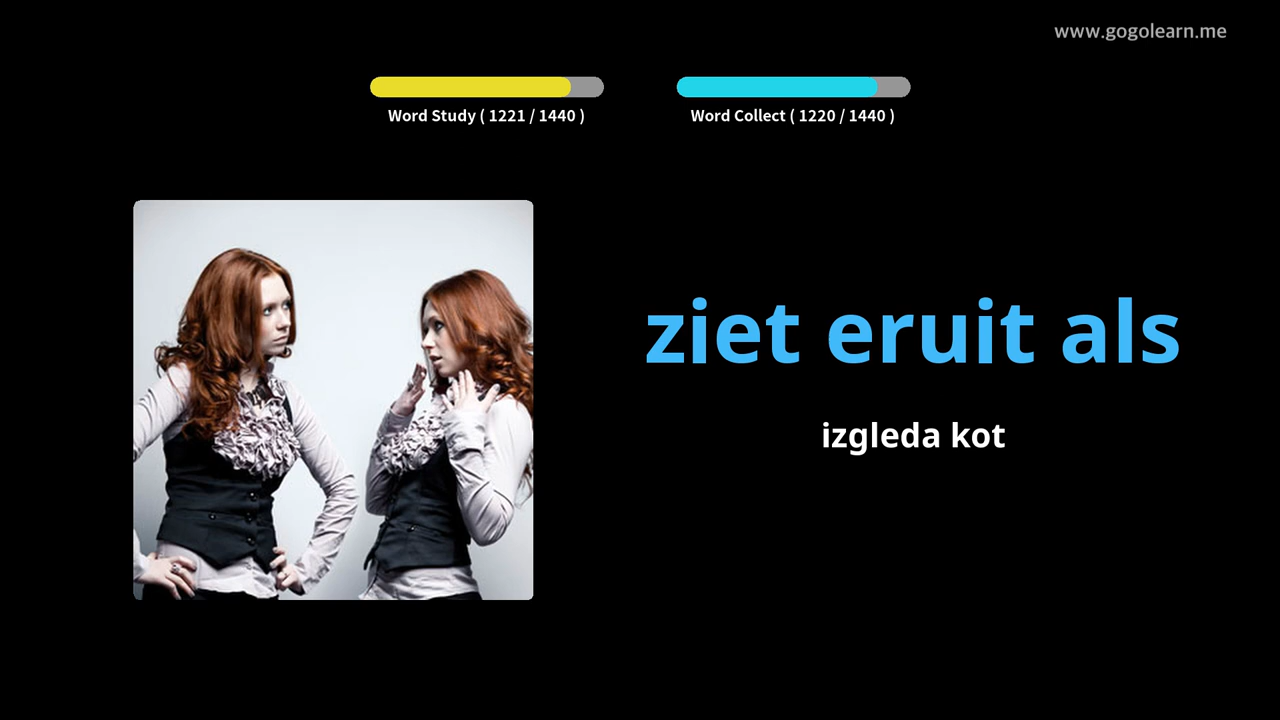 www.gogolearn.me
Word Study ( 1221 / 1440 )
Word Collect ( 1220 / 1440 )
ziet eruit als
izgleda kot